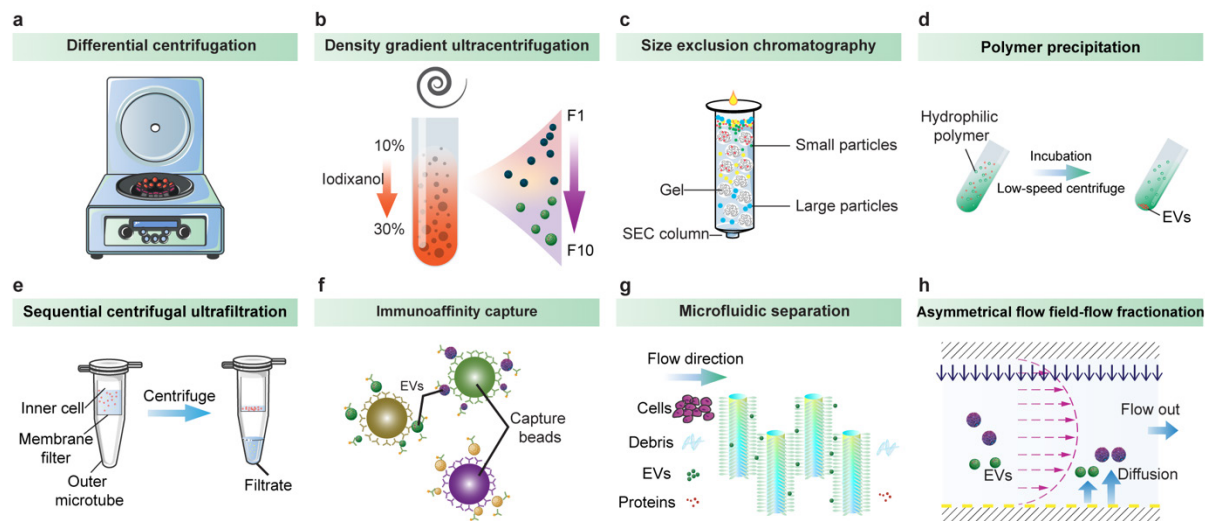 a
Differential centrifugation
b
Density gradient ultracentrifugation
10%
Iodixanol
30%
F1
F10
c
Size exclusion chromatography
Small particles
Gel
Large particles
SEC column
d
Polymer precipitation
Hydrophilic
polymer
Incubation
Low-speed centrifuge
EVs
e
Sequential centrifugal ultrafiltration
Inner cell
Membrane
filter
Outer
microtube
Centrifuge
Filtrate
f
Immunoaffinity capture
EVs
Capture
beads
g
Microfluidic separation
Flow direction
Cells
Debris
EVs
Proteins
h
Asymmetrical flow field-flow fractionation
Flow out
EVs
Diffusion